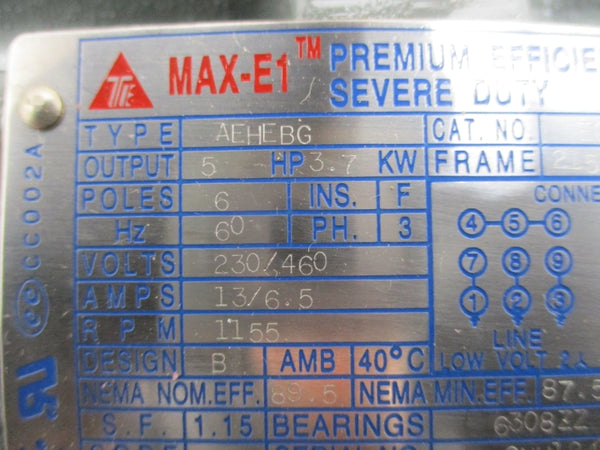 TE MAX-E1™ PREMIUM EFFICIE
SEVERE DUTY
TYPE AEHEBG CAT. NO.
OUTPUT 5 HP 3.7 KW FRAME 215
POLES 6 INS. F CONNE
Hz 60 PH. 3 4-5-6
VOLTS 230/460 7 8 9
AMPS 13/6.5 1 2 3
RPM 1155 LINE
DESIGN B AMB 40°C LOW VOLT 2
NEMA NOM.EFF. 89.5 NEMA MIN.EFF. 87.5
S.F. 1.15 BEARINGS 6308ZZ
CC002A